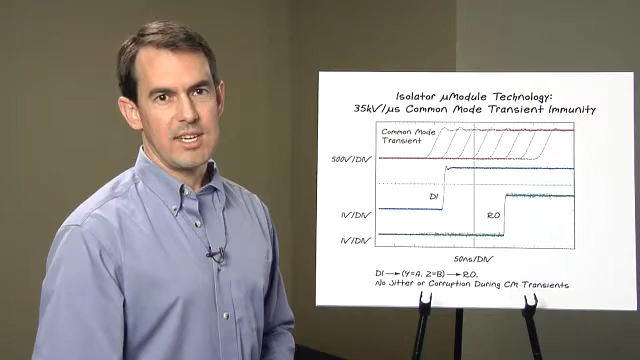 Isolator µModule Technology:
35kV/µs Common Mode Transient Immunity
Common Mode
Transient
500V/DIV
DI
1V/DIV
RO
1V/DIV
50ns/DIV
DI → (Y=A, Z=B) → RO.
No Jitter or Corruption During CM Transients